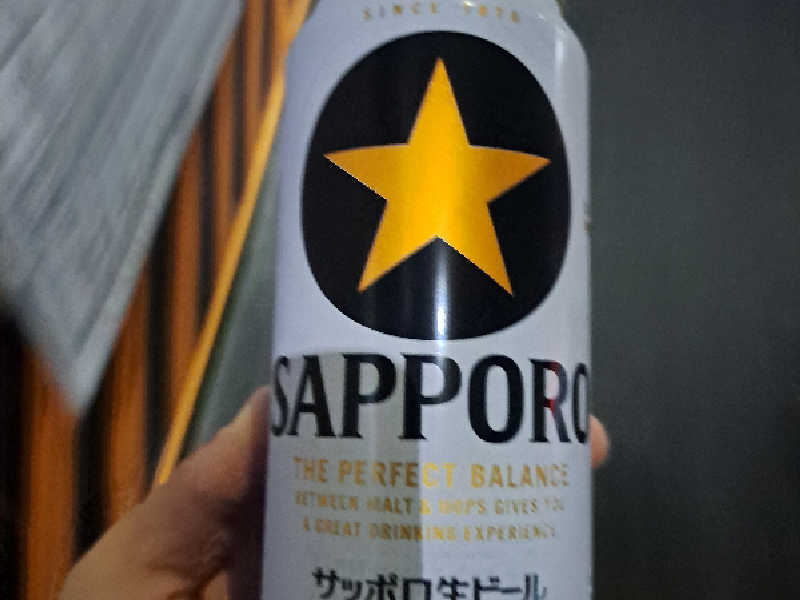 SINCE 1876
SAPPORO
THE PERFECT BALANCE
BETWEEN MALT & HOPS GIVES YOU
A GREAT DRINKING EXPERIENCE
サッポロ生ビール